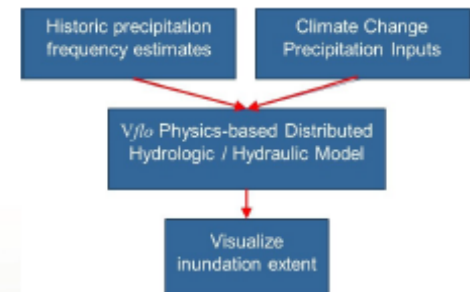 Historic precipitation
frequency estimates
Climate Change
Precipitation Inputs
Vflo Physics-based Distributed
Hydrologic / Hydraulic Model
Visualize
inundation extent